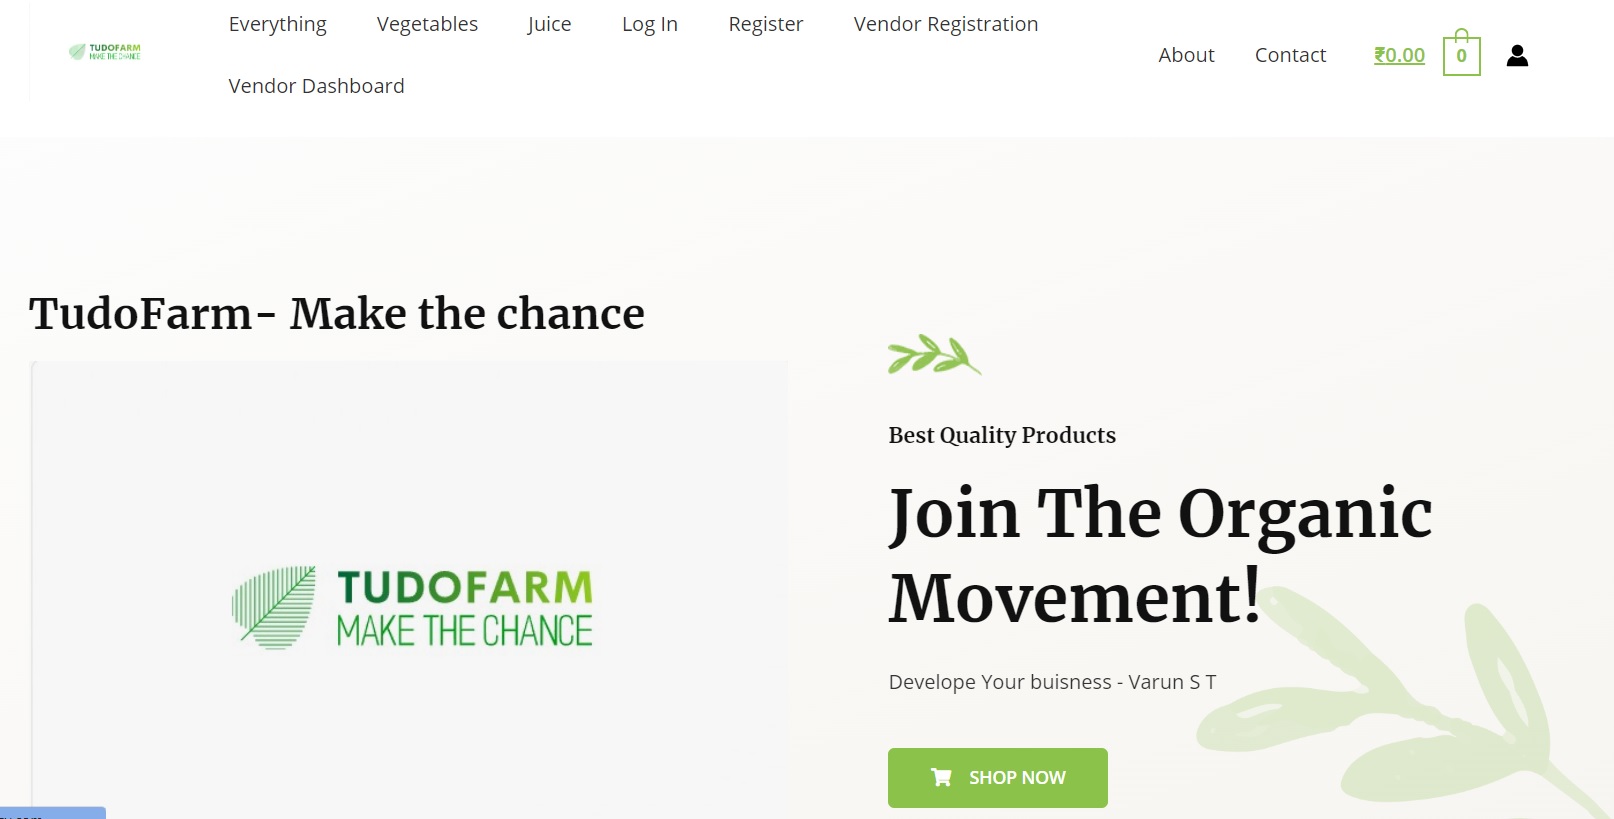 TUDOFARM
MAKE THE CHANCE
Everything Vegetables Juice Log In Register Vendor Registration
Vendor Dashboard
About Contact ₹0.00 0
TudoFarm- Make the chance
TUDOFARM
MAKE THE CHANCE
Best Quality Products
Join The Organic
Movement!
Develope Your buisness - Varun S T
SHOP NOW